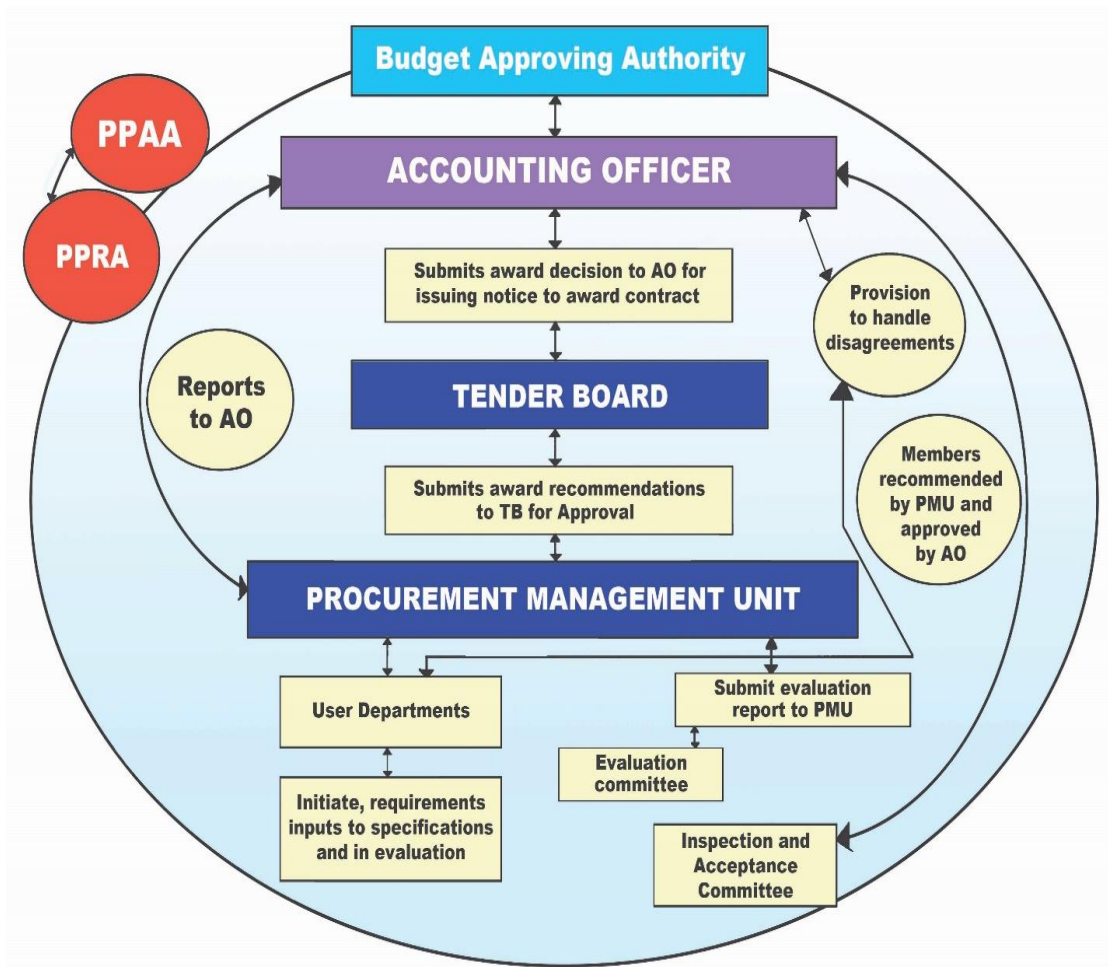 Budget Approving Authority
PPAA
ACCOUNTING OFFICER
PPRA
Submits award decision to AO for
issuing notice to award contract
Provision
to handle
disagreements
Reports
to AO
TENDER BOARD
Members
recommended
by PMU and
approved
by AO
Submits award recommendations
to TB for Approval
PROCUREMENT MANAGEMENT UNIT
User Departments
Submit evaluation
report to PMU
Evaluation
committee
Initiate, requirements
inputs to specifications
and in evaluation
Inspection and
Acceptance
Committee